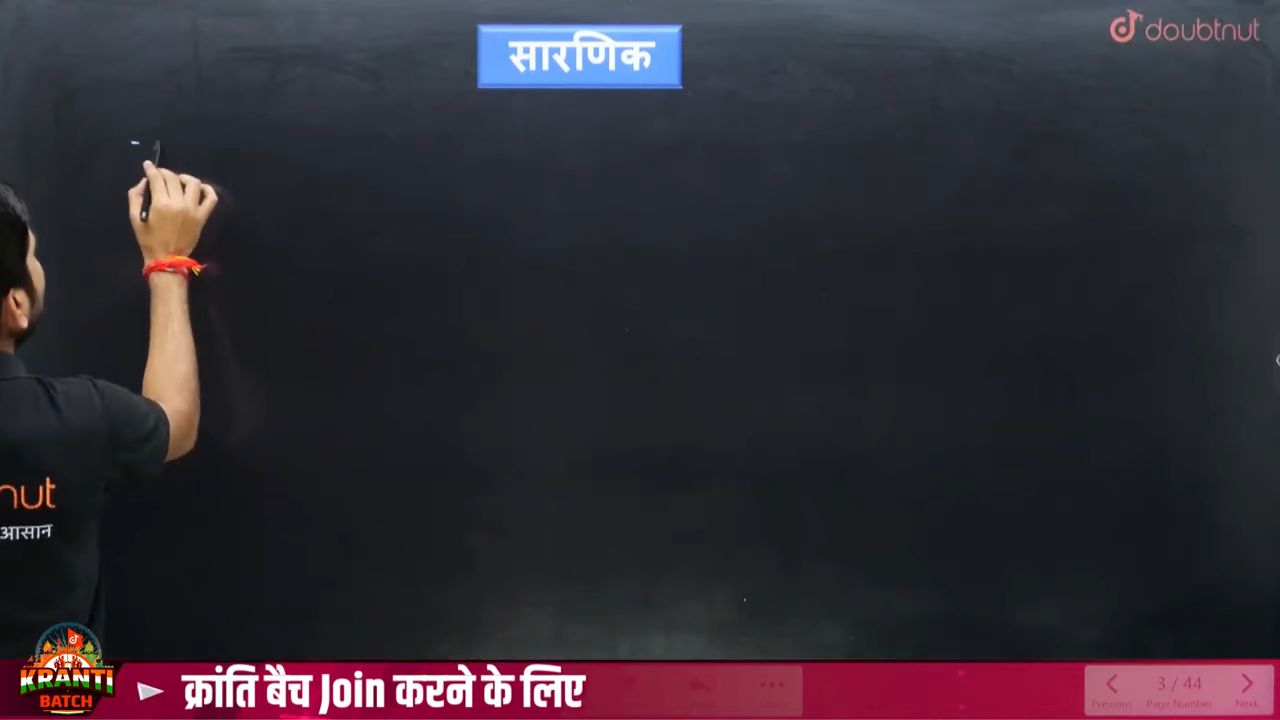 सारणिक
doubtnut
nut
आसान
KRANTI
BATCH
क्रांति बैच Join करने के लिए
3 / 44
Previous
Page Number
Next